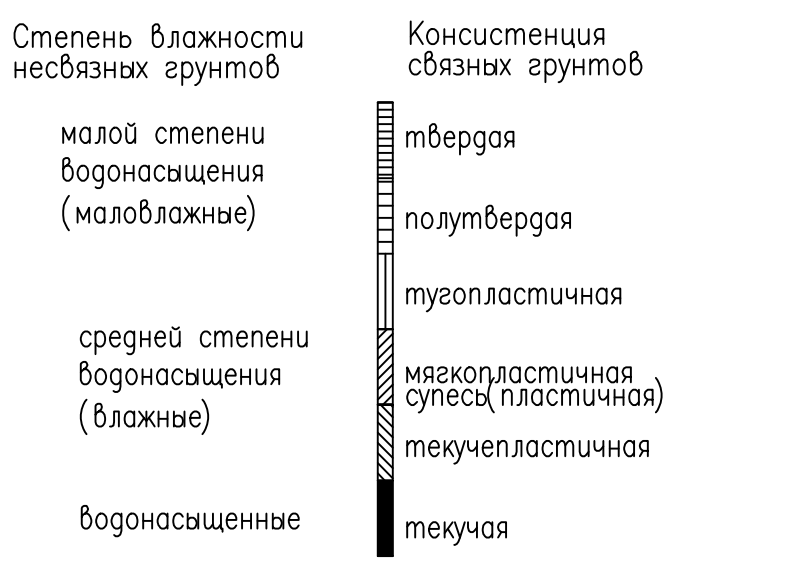 Степень влажности
несвязных грунтов
малой степени
водонасыщения
(маловлажные)
средней степени
водонасыщения
(влажные)
водонасыщенные
Консистенция
связных грунтов
твердая
полутвердая
тугопластичная
мягкопластичная
супесь(пластичная)
текучепластичная
текучая